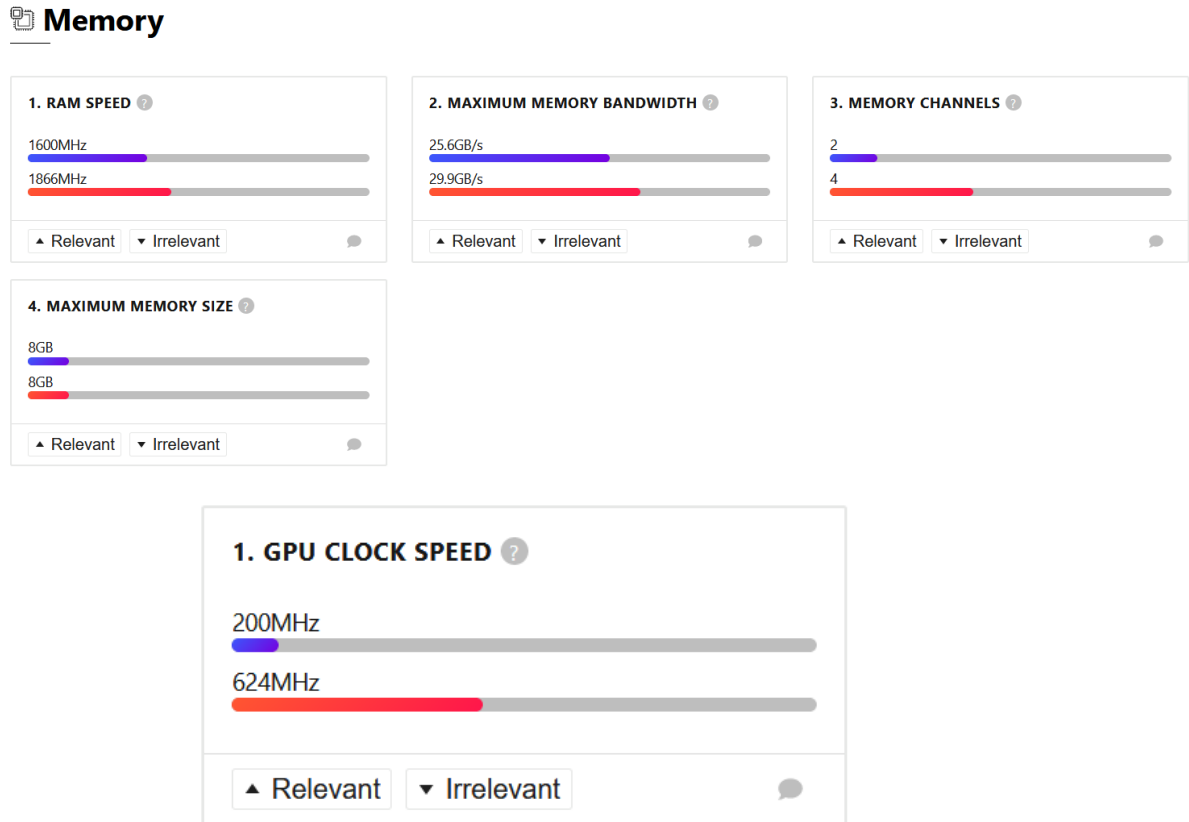 Memory
1. RAM SPEED ?
1600MHz
1866MHz
Relevant Irrelevant
2. MAXIMUM MEMORY BANDWIDTH ?
25.6GB/s
29.9GB/s
Relevant Irrelevant
3. MEMORY CHANNELS ?
2
4
Relevant Irrelevant
4. MAXIMUM MEMORY SIZE ?
8GB
8GB
Relevant Irrelevant
1. GPU CLOCK SPEED ?
200MHz
624MHz
Relevant Irrelevant